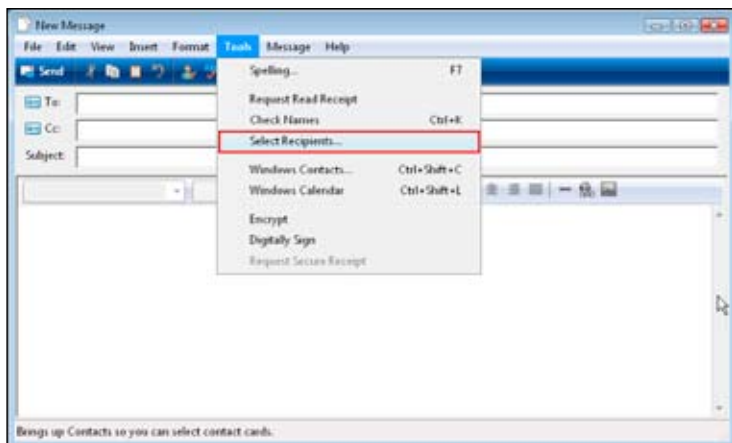 New Message
File Edit View Insert Format Tools Message Help
Send
Spelling... F7
To:
Request Read Receipt
Cc:
Check Names Ctrl+K
Select Recipients...
Subject:
Windows Contacts... Ctrl+Shift+C
Windows Calendar Ctrl+Shift+L
Encrypt
Digitally Sign
Request Secure Receipt
Brings up Contacts so you can select contact cards.